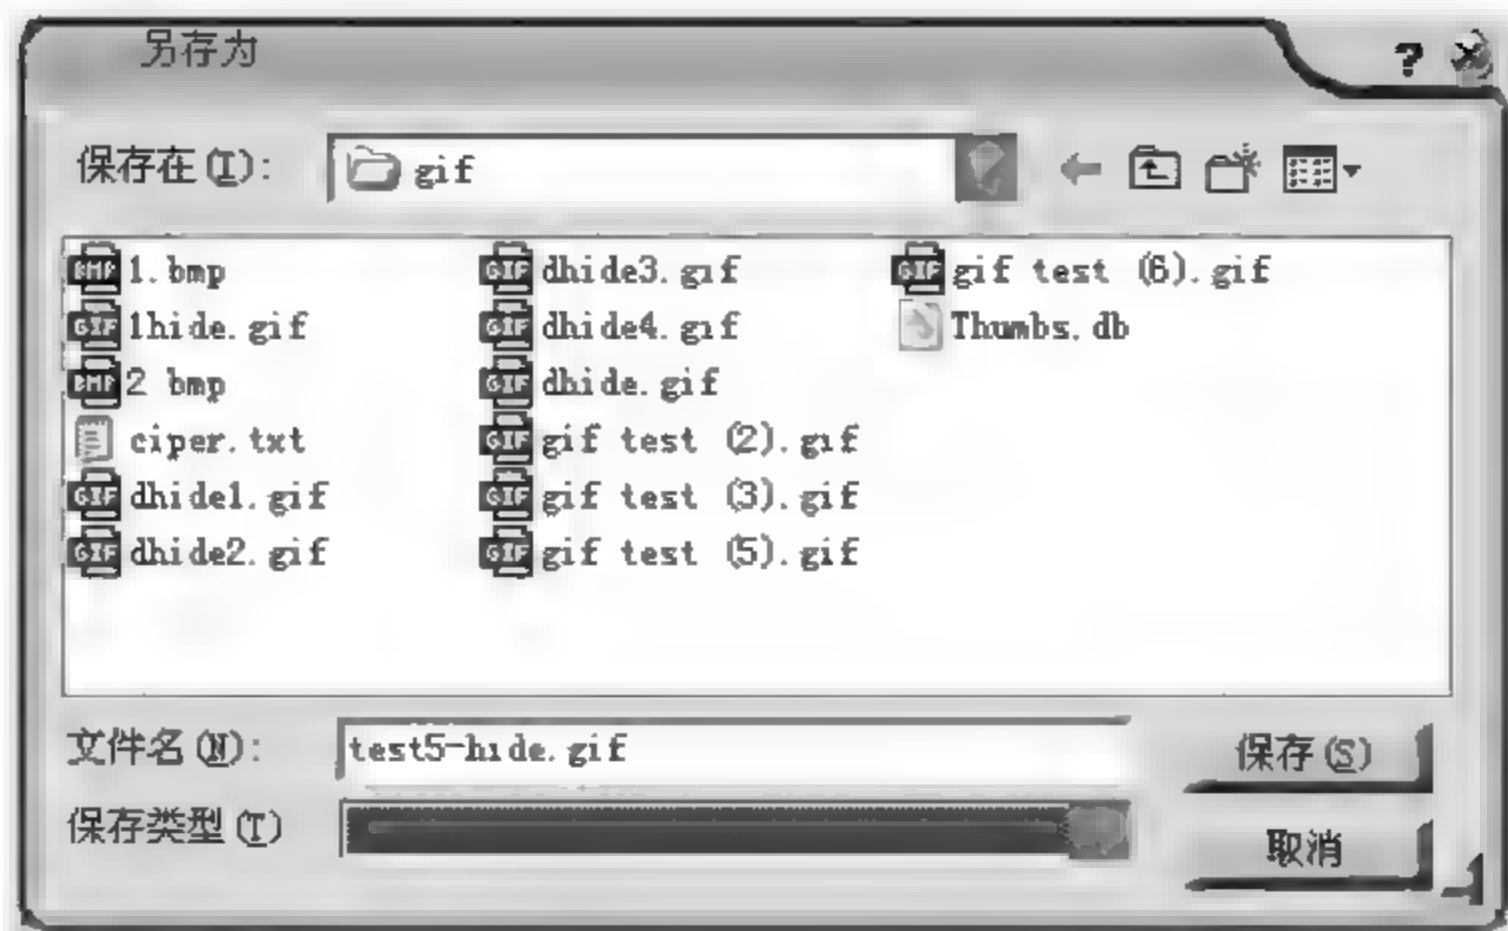 另存为
保存在(I): gif
1.bmp
1hide.gif
2 bmp
ciper.txt
dhide1.gif
dhide2.gif
dhide3.gif
dhide4.gif
dhide.gif
gif test (2).gif
gif test (3).gif
gif test (5).gif
gif test (6).gif
Thumbs.db
文件名(N): test5-hide.gif
保存(S)
保存类型(T)
取消